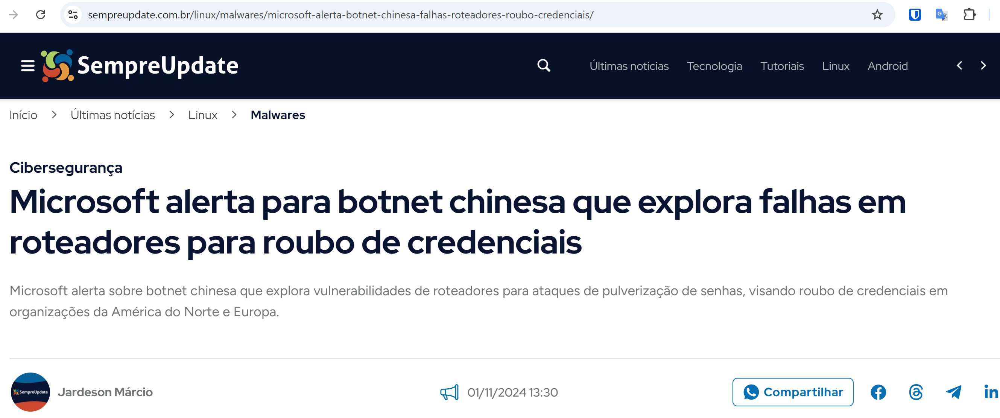 sempreupdate.com.br/linux/malwares/microsoft-alerta-botnet-chinesa-falhas-roteadores-roubo-credenciais/
SempreUpdate
Últimas notícias Tecnologia Tutoriais Linux Android
Início > Últimas notícias > Linux > Malwares
Cibersegurança
Microsoft alerta para botnet chinesa que explora falhas em
roteadores para roubo de credenciais
Microsoft alerta sobre botnet chinesa que explora vulnerabilidades de roteadores para ataques de pulverização de senhas, visando roubo de credenciais em
organizações da América do Norte e Europa.
SempreUpdate
Jardeson Márcio
01/11/2024 13:30
Compartilhar